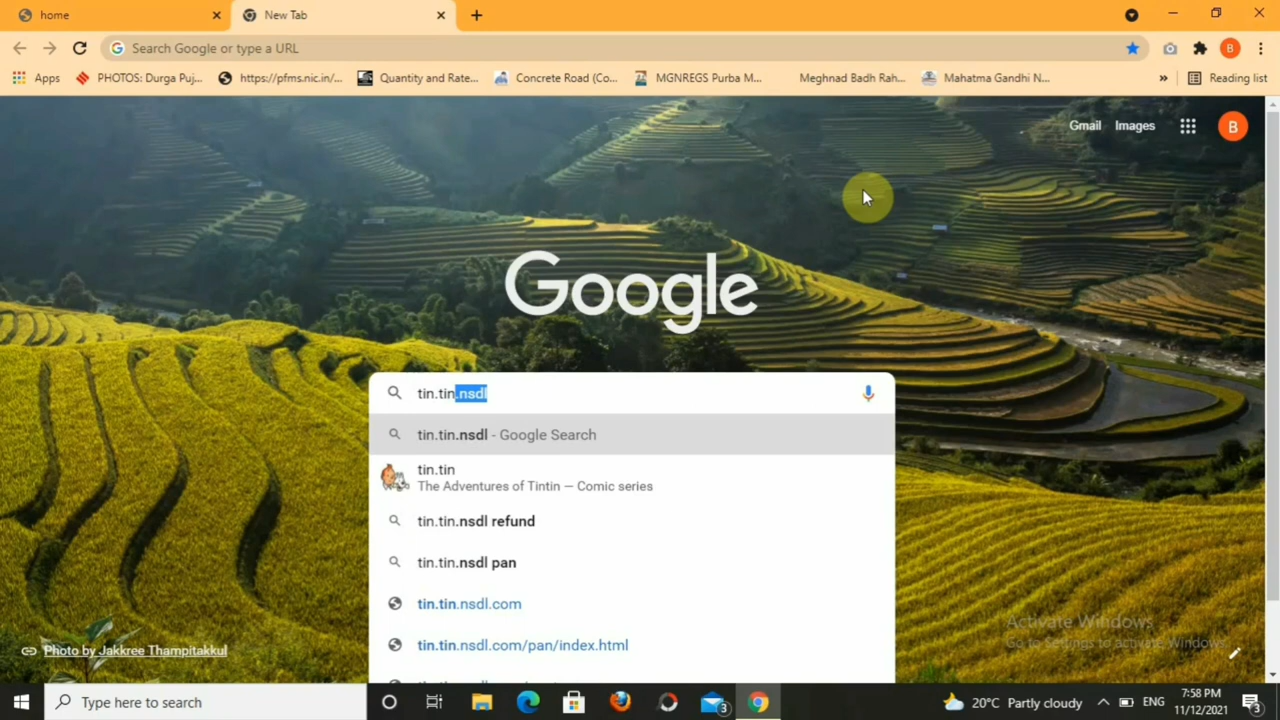 home
New Tab
Search Google or type a URL
B
Apps
PHOTOS: Durga Puj...
https://pfms.nic.in/...
Quantity and Rate...
Concrete Road (Co...
MGNREGS Purba M...
Meghnad Badh Rah...
Mahatma Gandhi N...
»
Reading list
Gmail
Images
B
Google
tin.tin.nsdl
tin.tin.nsdl - Google Search
tin.tin
The Adventures of Tintin — Comic series
tin.tin.nsdl refund
tin.tin.nsdl pan
tin.tin.nsdl.com
tin.tin.nsdl.com/pan/index.html
Activate Windows
Go to Settings to activate Windows.
Photo by Jakkree Thampitakkul
Type here to search
3
20°C Partly cloudy
ENG
7:58 PM
11/12/2021
3